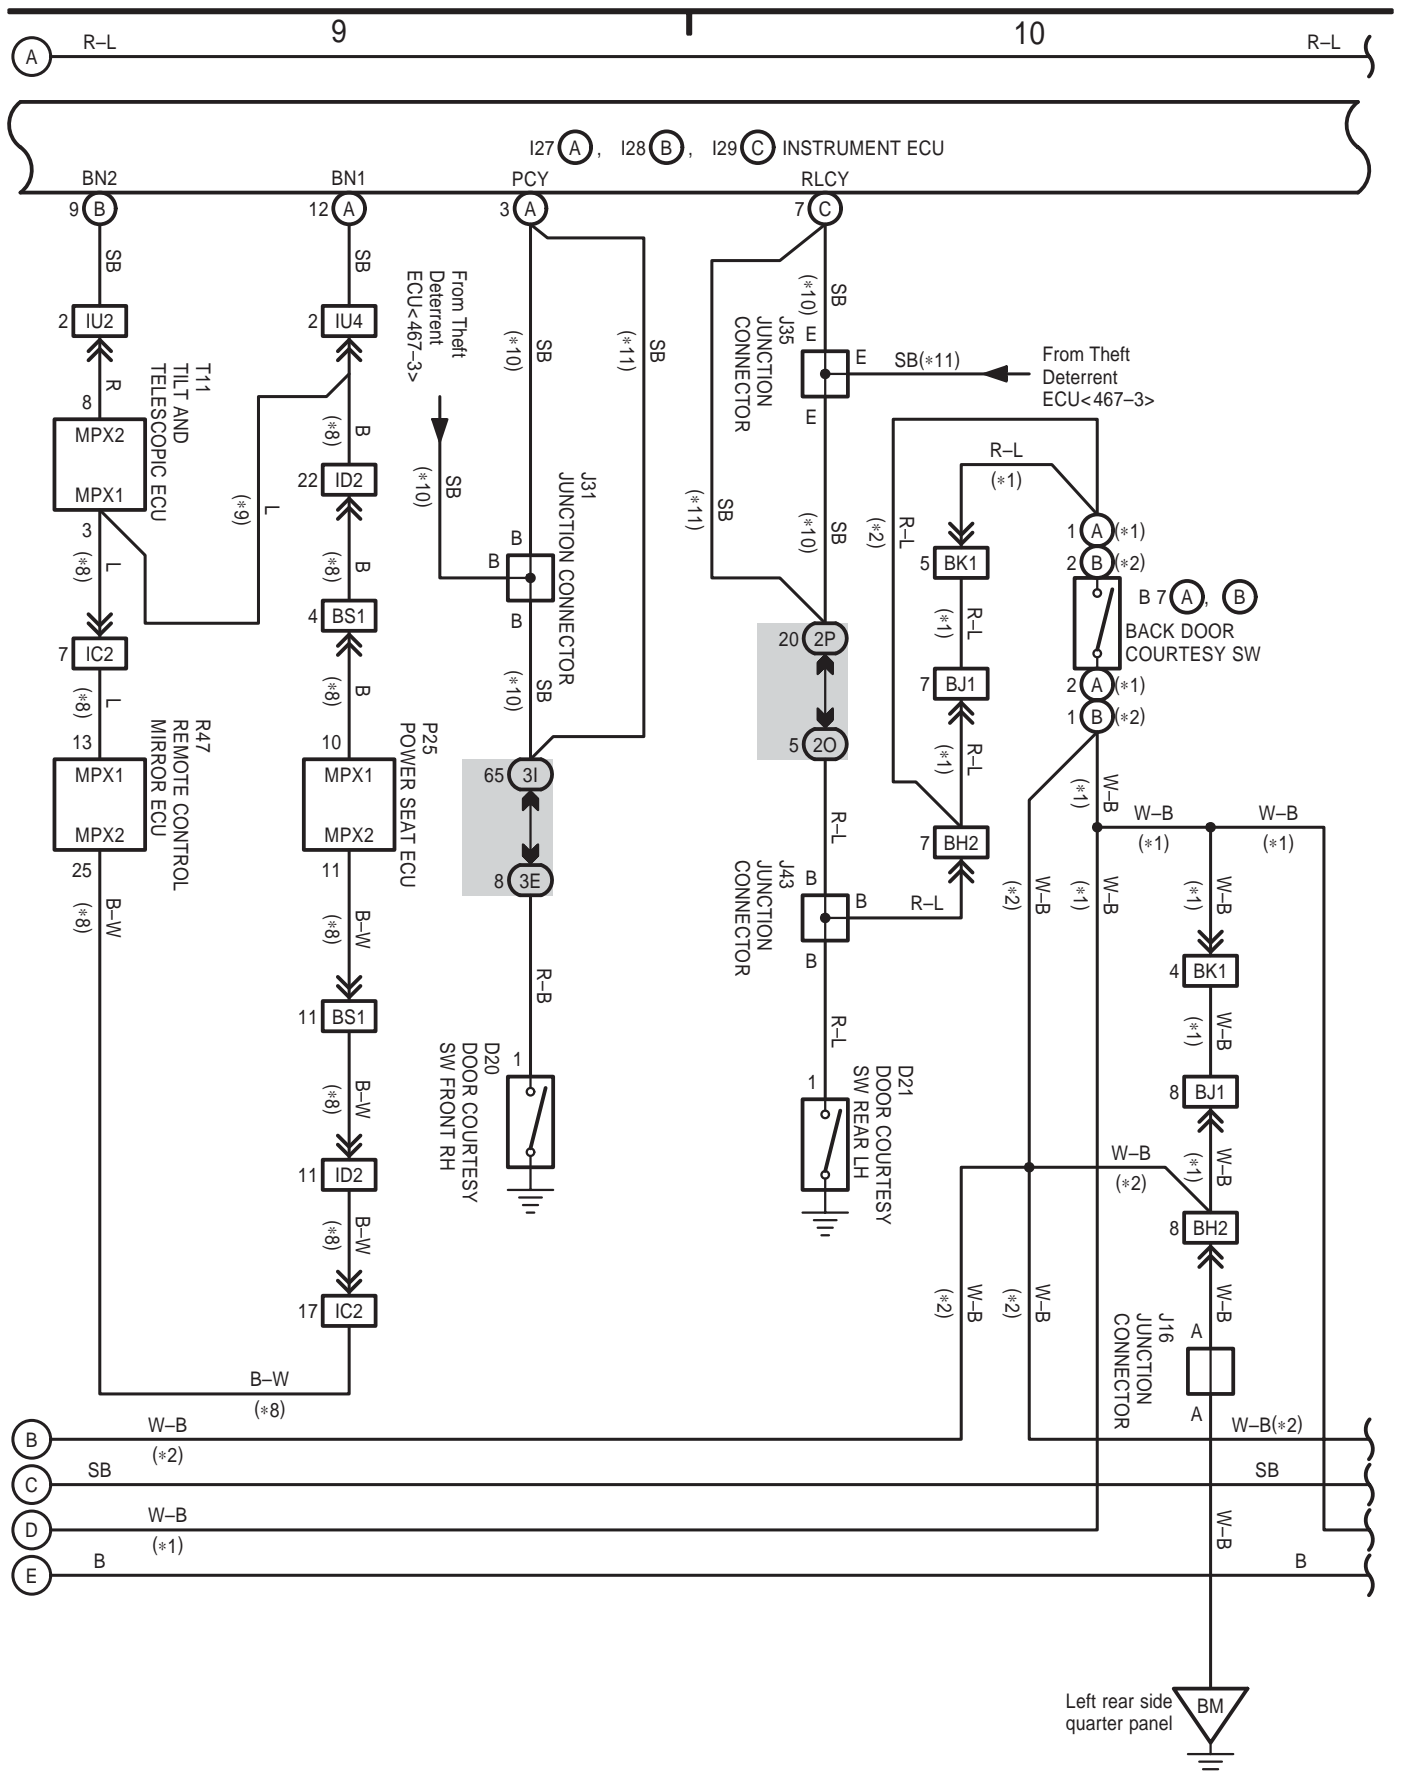 9
10
A
R–L
R–L
I27 A , I28 B , I29 C INSTRUMENT ECU
BN2
BN1
PCY
RLCY
9 B
12 A
3 A
7 C
SB
2 IU2
R
8
MPX2
MPX1
3
T11
TILT AND
TELESCOPIC ECU
L
(*8)
7 IC2
L
(*8)
13
MPX1
MPX2
25
R47
REMOTE CONTROL
MIRROR ECU
B–W
(*8)
SB
2 IU4
L
(*9)
B
(*8)
22 ID2
B
(*8)
4 BS1
B
(*8)
10
MPX1
MPX2
11
P25
POWER SEAT ECU
B–W
(*8)
11 BS1
B–W
(*8)
11 ID2
B–W
(*8)
17 IC2
B–W
(*8)
From Theft
Deterrent
ECU<467–3>
SB
(*10)
SB
(*10)
SB
(*11)
B
B
B
J31
JUNCTION CONNECTOR
SB
(*10)
65 3I
8 3E
R–B
1
D20
DOOR COURTESY
SW FRONT RH
SB
(*10)
J35
JUNCTION
CONNECTOR
E
E
E
SB(*11)
From Theft
Deterrent
ECU<467–3>
SB
(*11)
SB
(*10)
20 2P
5 2O
R–L
J43
JUNCTION
CONNECTOR
B
B
B
R–L
R–L
1
D21
DOOR COURTESY
SW REAR LH
R–L
(*2)
R–L
(*1)
5 BK1
R–L
(*1)
7 BJ1
R–L
(*1)
7 BH2
1 A (*1)
2 B (*2)
B 7 A , B
BACK DOOR
COURTESY SW
2 A (*1)
1 B (*2)
W–B
(*1)
W–B
(*1)
W–B
(*1)
W–B
(*2)
W–B
(*1)
W–B
(*1)
4 BK1
W–B
(*1)
8 BJ1
W–B
(*1)
W–B
(*2)
8 BH2
W–B
(*2)
W–B
(*2)
W–B
J16
JUNCTION
CONNECTOR
A
A
B
W–B
(*2)
W–B(*2)
C
SB
SB
D
W–B
(*1)
W–B
E
B
B
Left rear side
quarter panel
BM